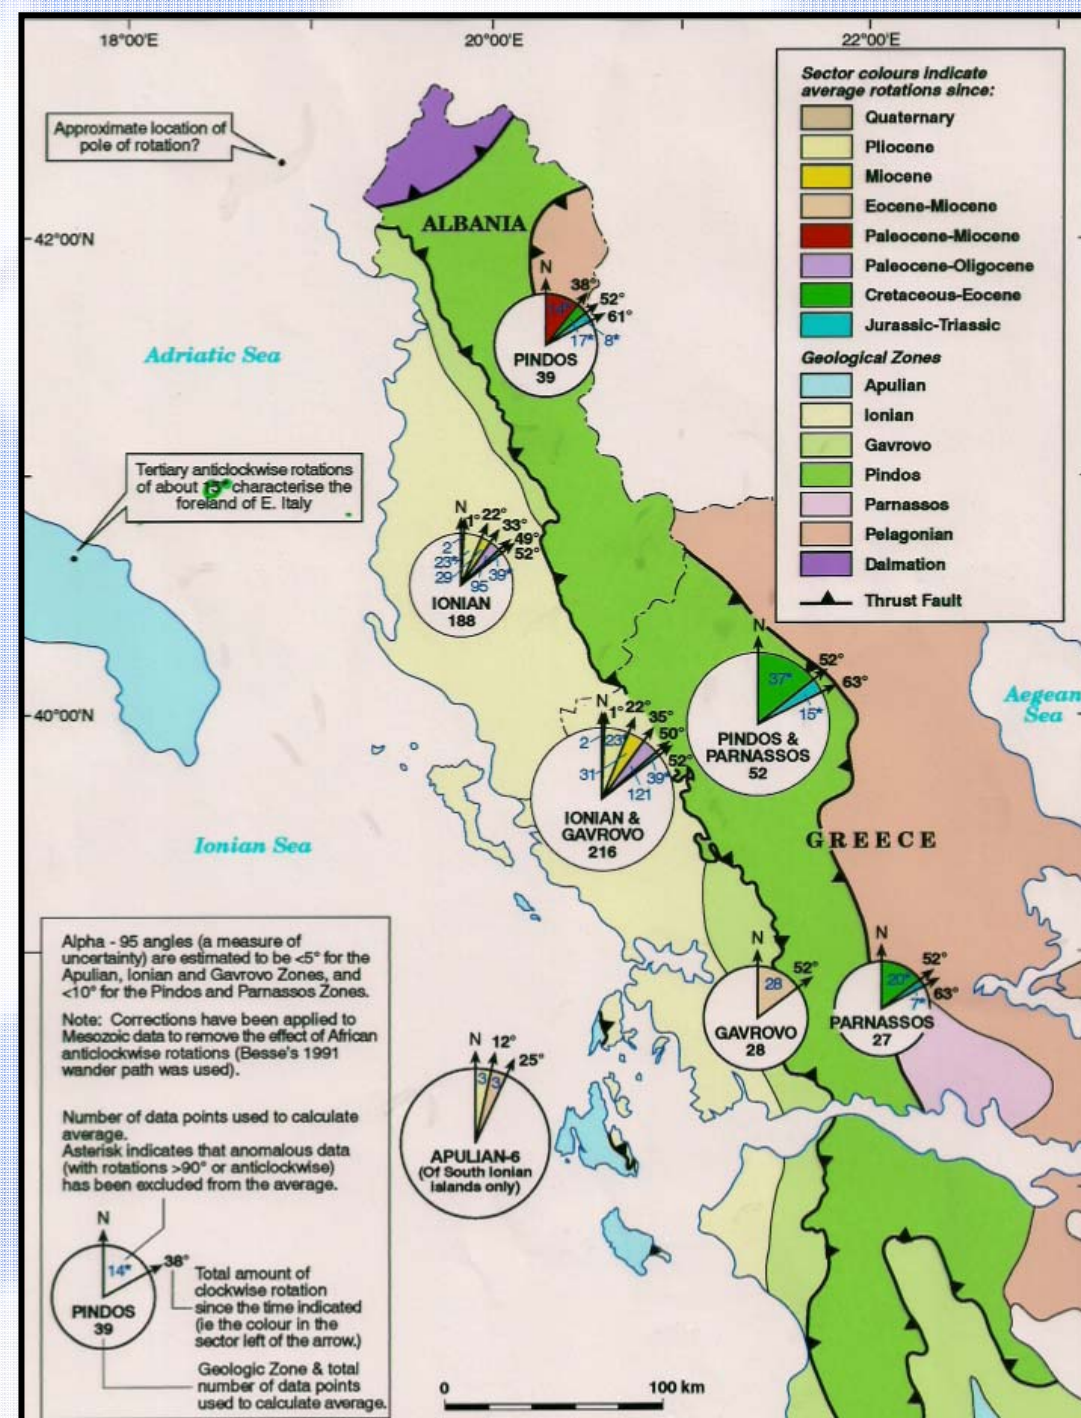 18°00'E
20°00'E
22°00'E
Approximate location of
pole of rotation?
42°00'N
ALBANIA
Adriatic Sea
N
38°
52°
61°
14*
17*
8*
PINDOS
39
Tertiary anticlockwise rotations
of about 15° characterise the
foreland of E. Italy
N
1°
22°
33°
49°
52°
2
23*
29
95
39*
IONIAN
188
40°00'N
N
1°
22°
35°
50°
52°
2
23*
31
121
39*
IONIAN &
GAVROVO
216
N
52°
63°
37*
15*
PINDOS &
PARNASSOS
52
Aegean
Sea
GREECE
Ionian Sea
N
52°
28
GAVROVO
28
N
52°
63°
20*
7*
PARNASSOS
27
N
12°
25°
3
3
APULIAN-6
(Of South Ionian
islands only)
Sector colours indicate
average rotations since:
Quaternary
Pliocene
Miocene
Eocene-Miocene
Paleocene-Miocene
Paleocene-Oligocene
Cretaceous-Eocene
Jurassic-Triassic
Geological Zones
Apulian
Ionian
Gavrovo
Pindos
Parnassos
Pelagonian
Dalmation
Thrust Fault
Alpha - 95 angles (a measure of
uncertainty) are estimated to be <5° for the
Apulian, Ionian and Gavrovo Zones, and
<10° for the Pindos and Parnassos Zones.
Note: Corrections have been applied to
Mesozoic data to remove the effect of African
anticlockwise rotations (Besse's 1991
wander path was used).
Number of data points used to calculate
average.
Asterisk indicates that anomalous data
(with rotations >90° or anticlockwise)
has been excluded from the average.
N
14*
38°
PINDOS
39
Total amount of
clockwise rotation
since the time indicated
(ie the colour in the
sector left of the arrow.)
Geologic Zone & total
number of data points
used to calculate average.
0
100 km